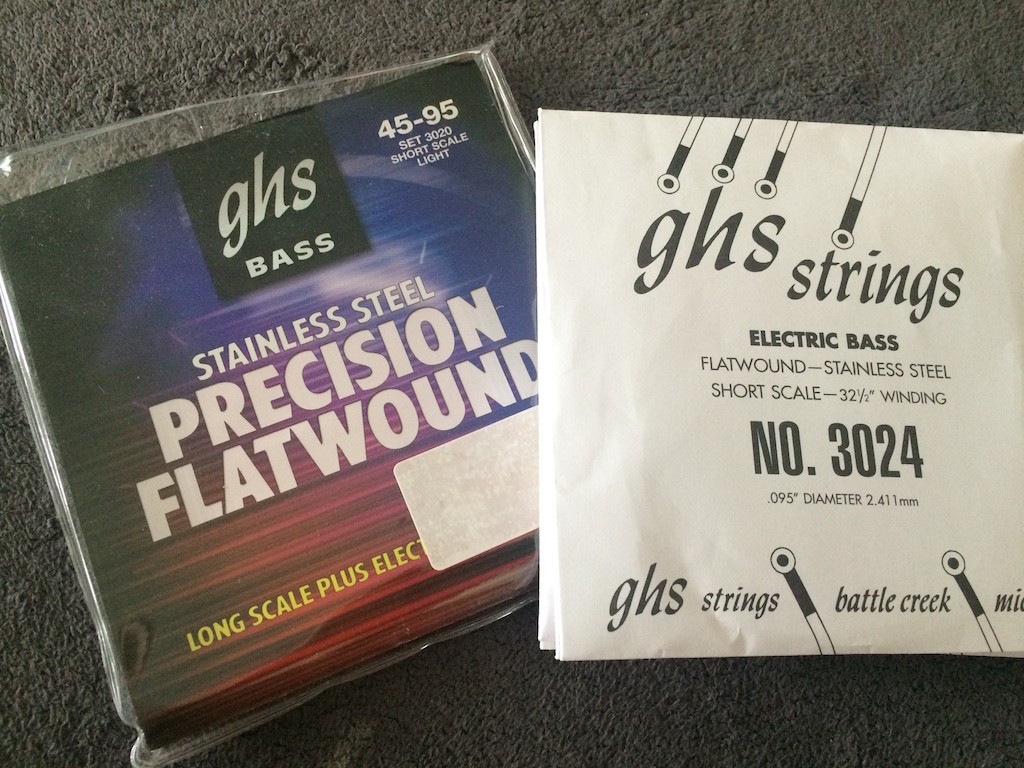 45-95
SET 3020
SHORT SCALE
LIGHT
ghs
BASS
STAINLESS STEEL
PRECISION
FLATWOUND
LONG SCALE PLUS ELECT
ghs strings
ELECTRIC BASS
FLATWOUND—STAINLESS STEEL
SHORT SCALE—32½" WINDING
NO. 3024
.095" DIAMETER 2.411mm
ghs strings battle creek mic